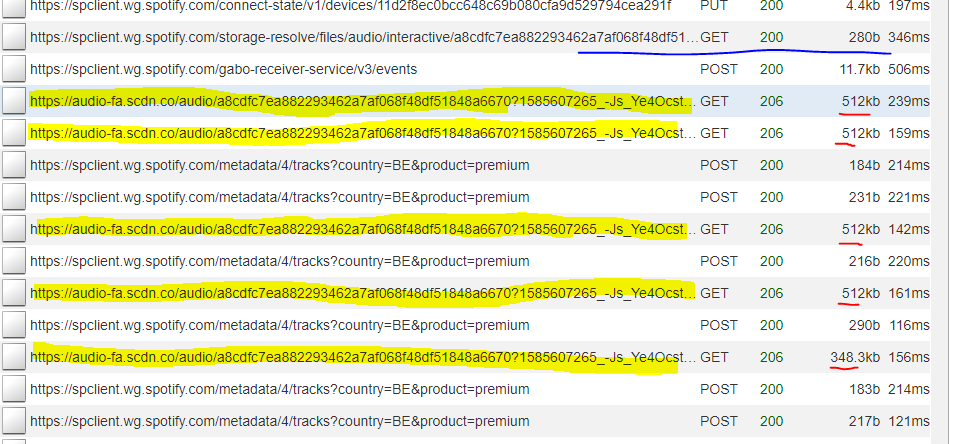 https://spclient.wg.spotify.com/connect-state/v1/devices/11d2f8ec0bcc648c69b080cfa9d529794cea291f PUT 200 4.4kb 197ms
https://spclient.wg.spotify.com/storage-resolve/files/audio/interactive/a8cdfc7ea882293462a7af068f48df51... GET 200 280b 346ms
https://spclient.wg.spotify.com/gabo-receiver-service/v3/events POST 200 11.7kb 506ms
https://audio-fa.scdn.co/audio/a8cdfc7ea882293462a7af068f48df51848a6670?1585607265_-Js_Ye4Ocst... GET 206 512kb 239ms
https://audio-fa.scdn.co/audio/a8cdfc7ea882293462a7af068f48df51848a6670?1585607265_-Js_Ye4Ocst... GET 206 512kb 159ms
https://spclient.wg.spotify.com/metadata/4/tracks?country=BE&product=premium POST 200 184b 214ms
https://spclient.wg.spotify.com/metadata/4/tracks?country=BE&product=premium POST 200 231b 221ms
https://audio-fa.scdn.co/audio/a8cdfc7ea882293462a7af068f48df51848a6670?1585607265_-Js_Ye4Ocst... GET 206 512kb 142ms
https://spclient.wg.spotify.com/metadata/4/tracks?country=BE&product=premium POST 200 216b 220ms
https://audio-fa.scdn.co/audio/a8cdfc7ea882293462a7af068f48df51848a6670?1585607265_-Js_Ye4Ocst... GET 206 512kb 161ms
https://spclient.wg.spotify.com/metadata/4/tracks?country=BE&product=premium POST 200 290b 116ms
https://audio-fa.scdn.co/audio/a8cdfc7ea882293462a7af068f48df51848a6670?1585607265_-Js_Ye4Ocst... GET 206 348.3kb 156ms
https://spclient.wg.spotify.com/metadata/4/tracks?country=BE&product=premium POST 200 183b 214ms
https://spclient.wg.spotify.com/metadata/4/tracks?country=BE&product=premium POST 200 217b 121ms